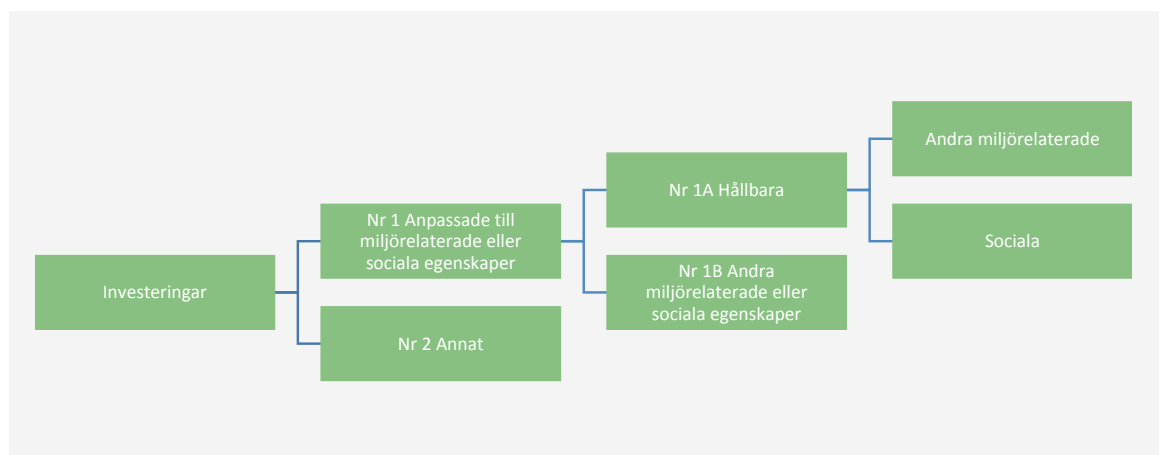 Investeringar
Nr 1 Anpassade till
miljörelaterade eller
sociala egenskaper
Nr 2 Annat
Nr 1A Hållbara
Nr 1B Andra
miljörelaterade eller
sociala egenskaper
Andra miljörelaterade
Sociala